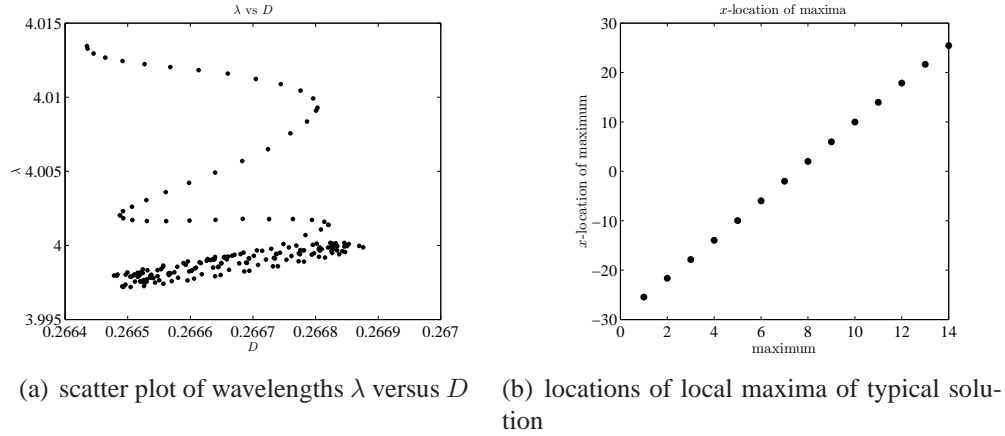 λ vs D
4.015
4.01
4.005
4
3.995
λ
0.2664 0.2665 0.2666 0.2667 0.2668 0.2669 0.267
D
(a) scatter plot of wavelengths λ versus D
x-location of maxima
30
20
10
0
−10
−20
−30
x-location of maximum
0 2 4 6 8 10 12 14
maximum
(b) locations of local maxima of typical solu-
tion